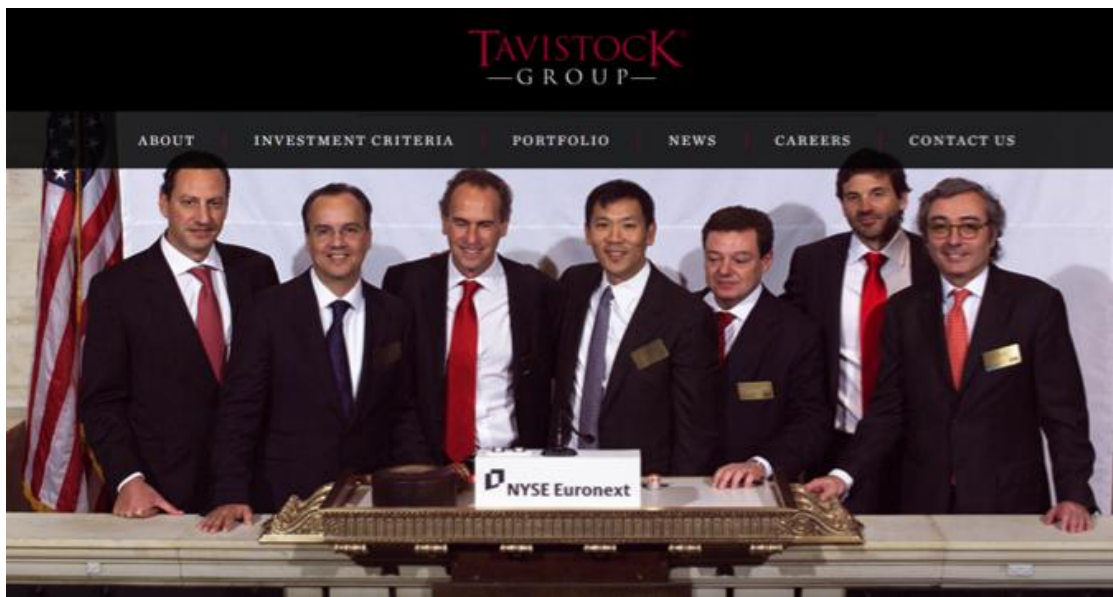 TAVISTOCK
GROUP
ABOUT
INVESTMENT CRITERIA
PORTFOLIO
NEWS
CAREERS
CONTACT US
NYSE Euronext